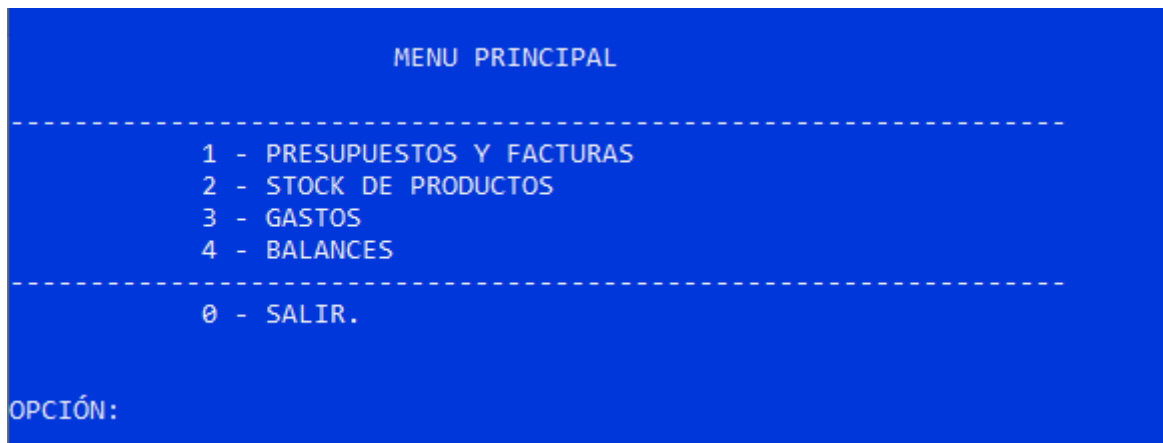 MENU PRINCIPAL
------------------------------------------------------------------
1 - PRESUPUESTOS Y FACTURAS
2 - STOCK DE PRODUCTOS
3 - GASTOS
4 - BALANCES
------------------------------------------------------------------
0 - SALIR.
OPCIÓN: